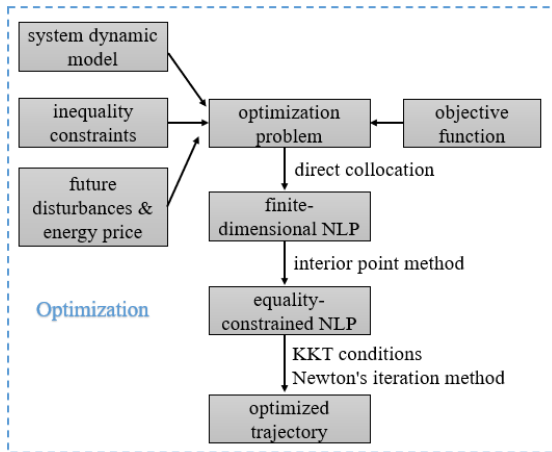 system dynamic
model
inequality
constraints
optimization
problem
objective
function
future
disturbances &
energy price
direct collocation
finite-
dimensional NLP
interior point method
Optimization
equality-
constrained NLP
KKT conditions
Newton's iteration method
optimized
trajectory